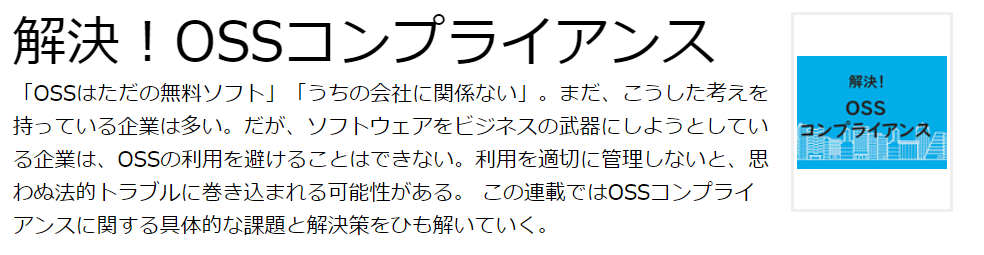 解決！OSSコンプライアンス
「OSSはただの無料ソフト」「うちの会社に関係ない」。まだ、こうした考えを
持っている企業は多い。だが、ソフトウェアをビジネスの武器にしようとしてい
る企業は、OSSの利用を避けることはできない。利用を適切に管理しないと、思
わぬ法的トラブルに巻き込まれる可能性がある。 この連載ではOSSコンプライ
アンスに関する具体的な課題と解決策をひも解いていく。
解決！
OSS
コンプライアンス